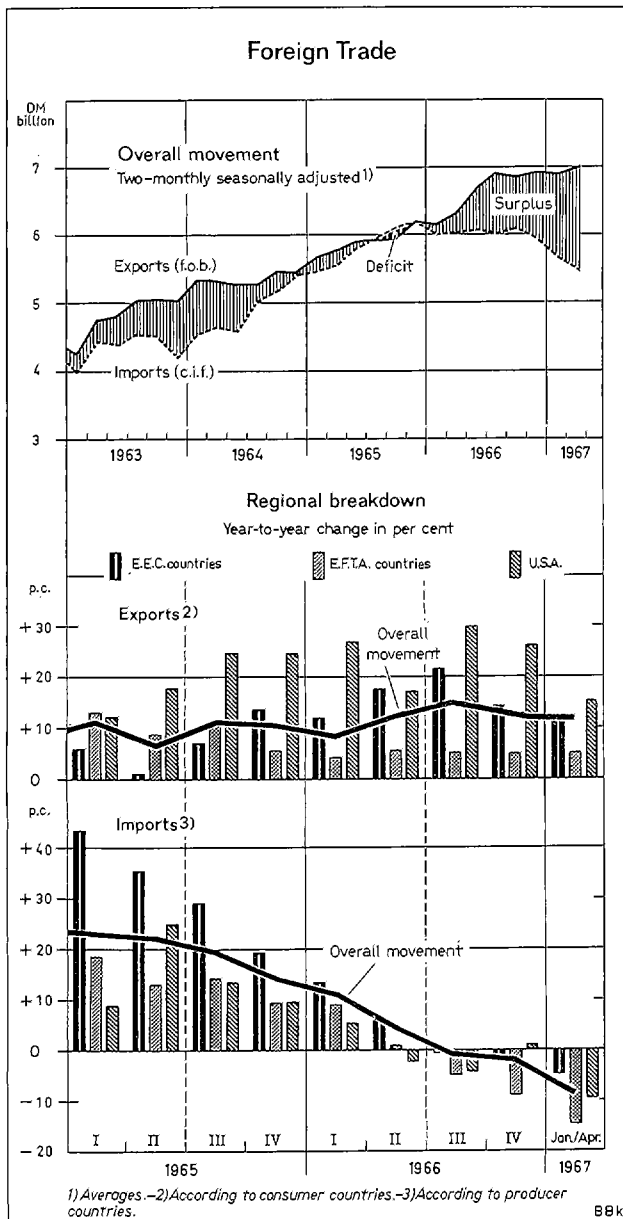 Foreign Trade
DM
billion
7
6
5
4
3
Overall movement
Two-monthly seasonally adjusted 1)
Surplus
Deficit
Exports (f.o.b.)
Imports (c.i.f.)
1963 1964 1965 1966 1967
Regional breakdown
Year-to-year change in per cent
E.E.C. countries E.F.T.A. countries U.S.A.
p.c.
Exports 2)
+ 30
+ 20
+ 10
0
Overall
movement
p.c.
Imports 3)
+ 40
+ 30
+ 20
+ 10
0
- 10
- 20
Overall movement
I II III IV I II III IV Jan./Apr.
1965 1966 1967
1) Averages.-2) According to consumer countries.-3) According to producer
countries.
BBk